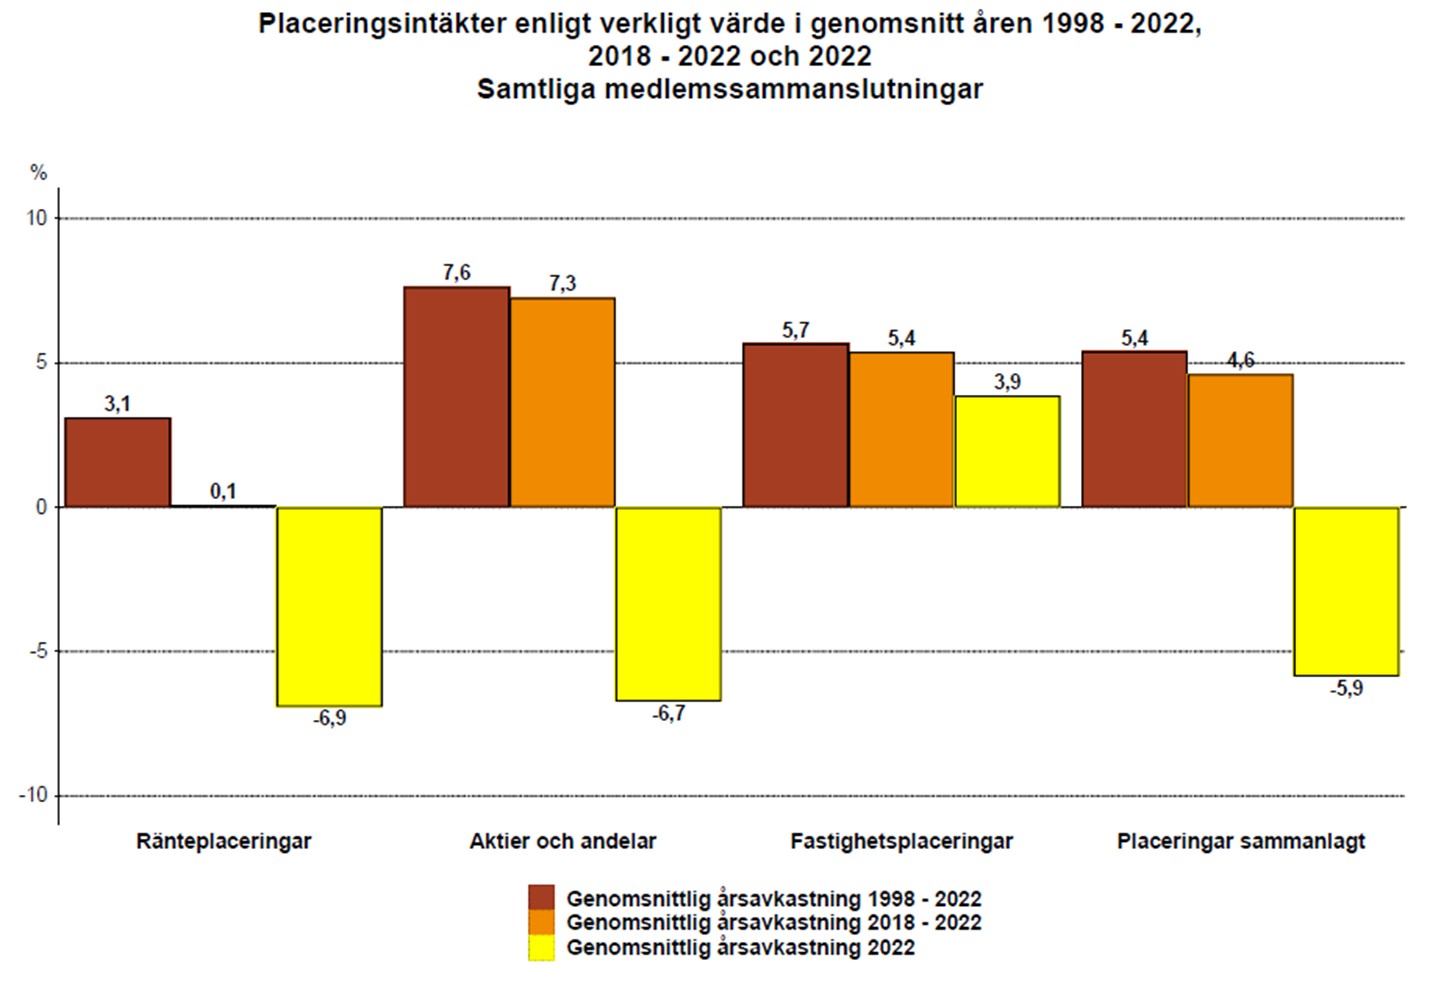 Placeringsintäkter enligt verkligt värde i genomsnitt åren 1998 - 2022,
2018 - 2022 och 2022
Samtliga medlemssammanslutningar
%
10
5
0
-5
-10
3,1
0,1
-6,9
7,6
7,3
-6,7
5,7
5,4
3,9
5,4
4,6
-5,9
Ränteplaceringar
Aktier och andelar
Fastighetsplaceringar
Placeringar sammanlagt
Genomsnittlig årsavkastning 1998 - 2022
Genomsnittlig årsavkastning 2018 - 2022
Genomsnittlig årsavkastning 2022